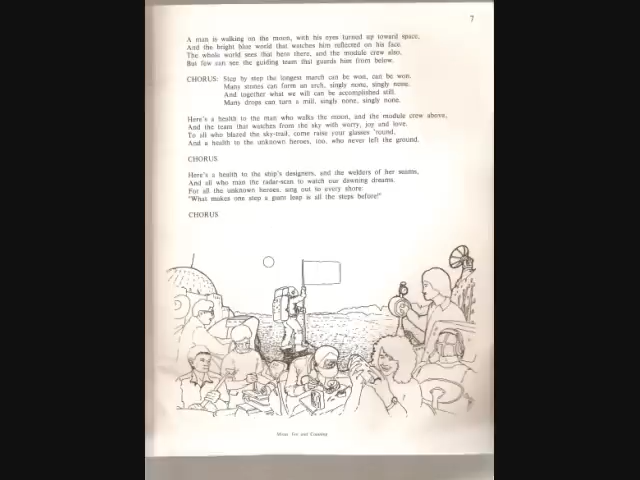 7
A man is walking on the moon, with his eyes turned up toward space,
And the bright blue world that watches him reflected on his face.
The whole world sees that hero there, and the module crew also,
But few can see the guiding team that guards him from below.
CHORUS: Step by step the longest march can be won, can be won.
Many stones can form an arch, singly none, singly none.
And together what we will can be accomplished still.
Many drops can turn a mill, singly none, singly none.
Here's a health to the man who walks the moon, and the module crew above,
And the team that watches from the sky with worry, joy and love.
To all who blazed the sky-trail, come raise your glasses 'round,
And a health to the unknown heroes, too, who never left the ground.
CHORUS
Here's a health to the ship's designers, and the welders of her seams,
And all who man the radar-scan to watch our dawning dreams.
For all the unknown heroes, sing out to every shore:
"What makes one step a giant leap is all the steps before!"
CHORUS
and Counting